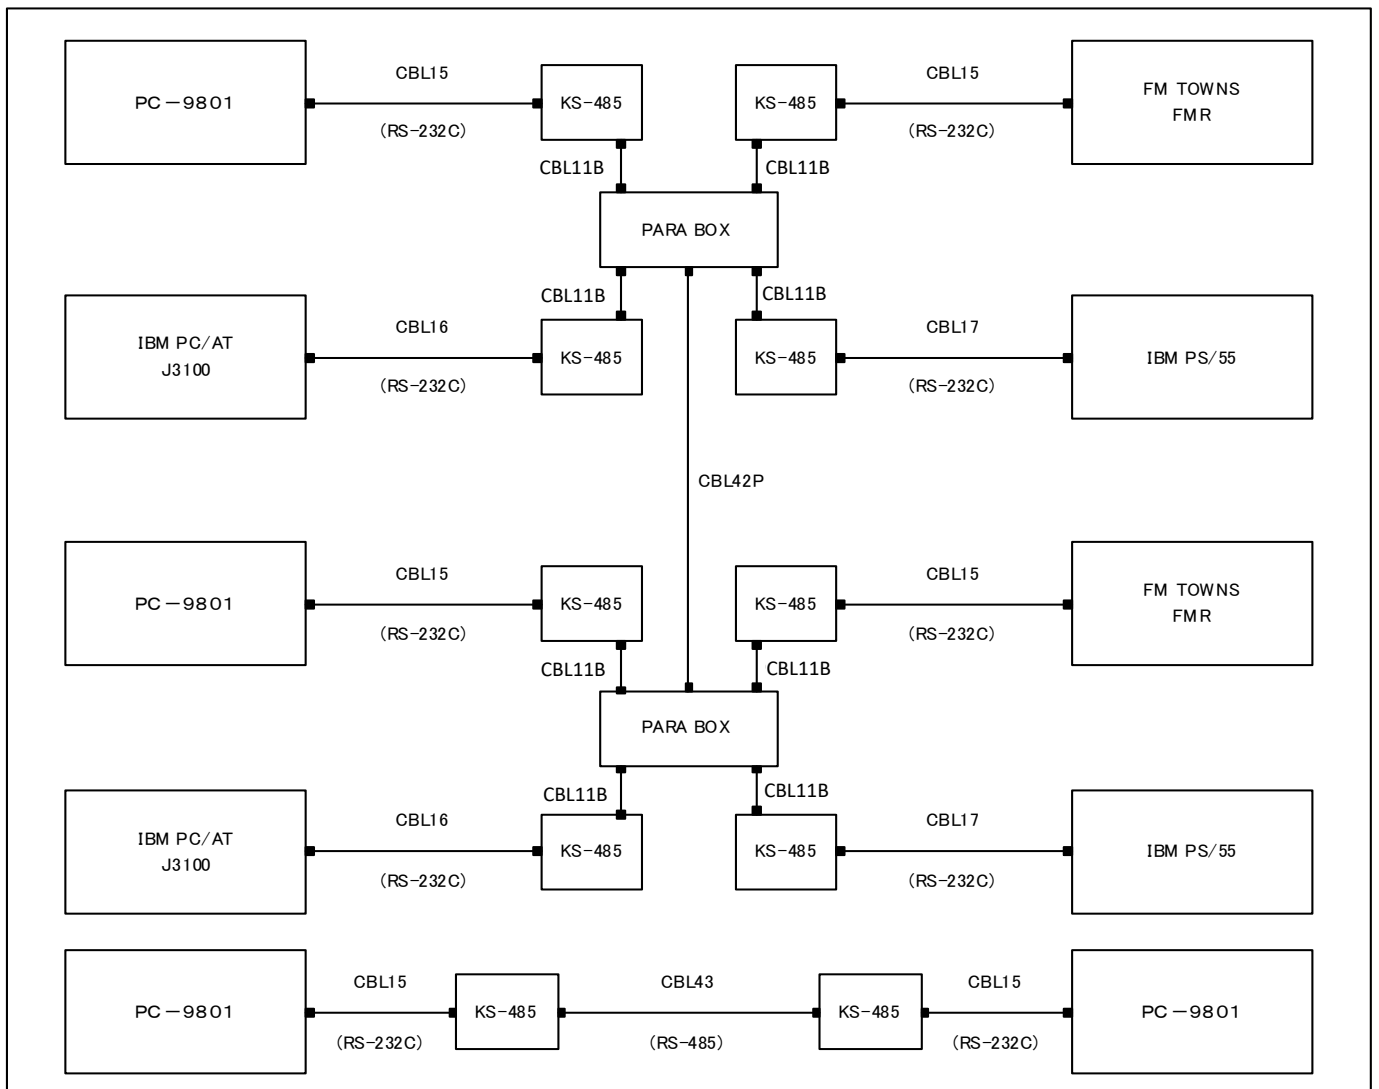 CBL15
CBL15
PC-9801
KS-485
KS-485
FM TOWNS
FMR
(RS-232C)
(RS-232C)
CBL11B
CBL11B
PARA BOX
CBL11B
CBL11B
CBL16
CBL17
IBM PC/AT
J3100
KS-485
KS-485
IBM PS/55
(RS-232C)
(RS-232C)
CBL42P
CBL15
CBL15
PC-9801
KS-485
KS-485
FM TOWNS
FMR
(RS-232C)
(RS-232C)
CBL11B
CBL11B
PARA BOX
CBL11B
CBL11B
CBL16
CBL17
IBM PC/AT
J3100
KS-485
KS-485
IBM PS/55
(RS-232C)
(RS-232C)
CBL15
CBL43
CBL15
PC-9801
KS-485
KS-485
PC-9801
(RS-232C)
(RS-485)
(RS-232C)